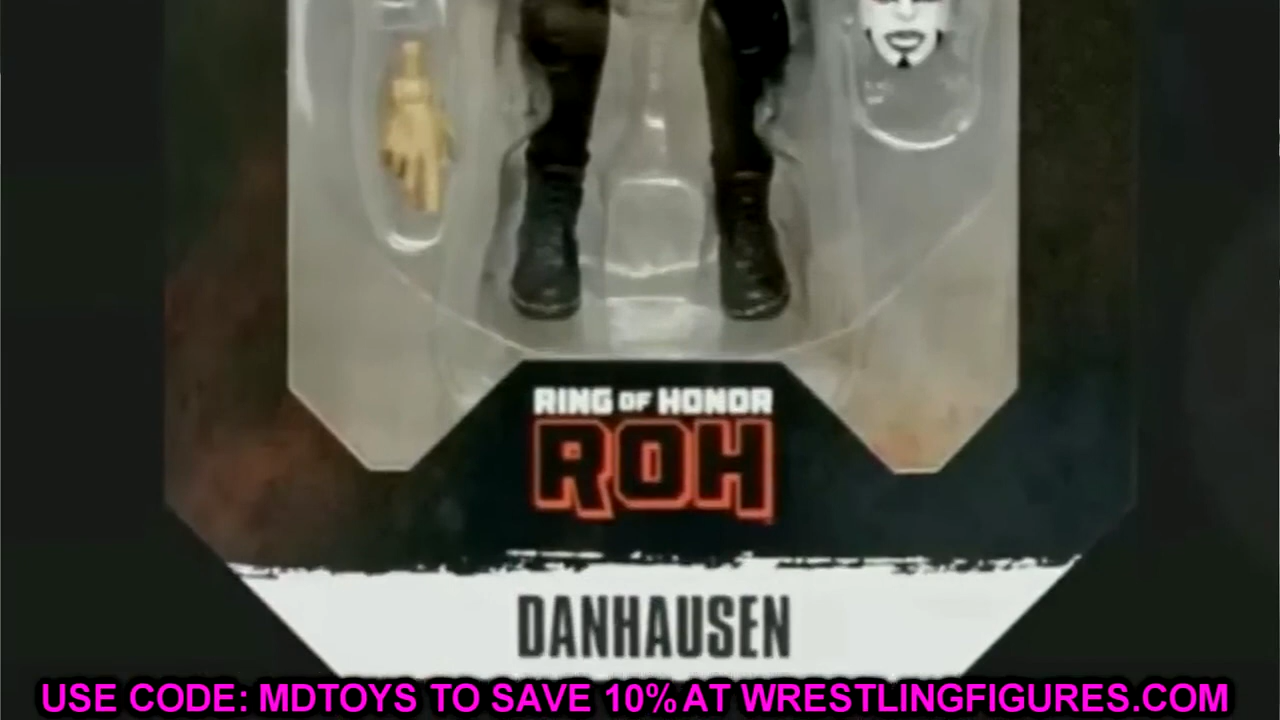 RING OF HONOR
ROH
DANHAUSEN
USE CODE: MDTOYS TO SAVE 10% AT WRESTLINGFIGURES.COM